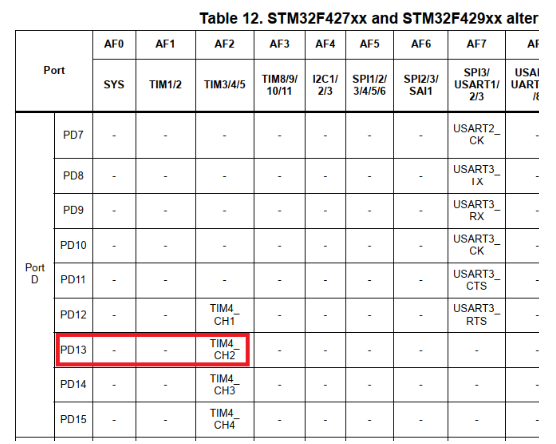 Table 12. STM32F427xx and STM32F429xx alter
Port AF0 AF1 AF2 AF3 AF4 AF5 AF6 AF7 AF
SYS TIM1/2 TIM3/4/5 TIM8/9/10/11 I2C1/2/3 SPI1/2/3/4/5/6 SPI2/3/SAI1 SPI3/USART1/2/3 USA UART /8
Port D
PD7 - - - - - - - USART2_CK -
PD8 - - - - - - - USART3_TX -
PD9 - - - - - - - USART3_RX -
PD10 - - - - - - - USART3_CK -
PD11 - - - - - - - USART3_CTS -
PD12 - - TIM4_CH1 - - - - USART3_RTS -
PD13 - - TIM4_CH2 - - - - - -
PD14 - - TIM4_CH3 - - - - - -
PD15 - - TIM4_CH4 - - - - - -